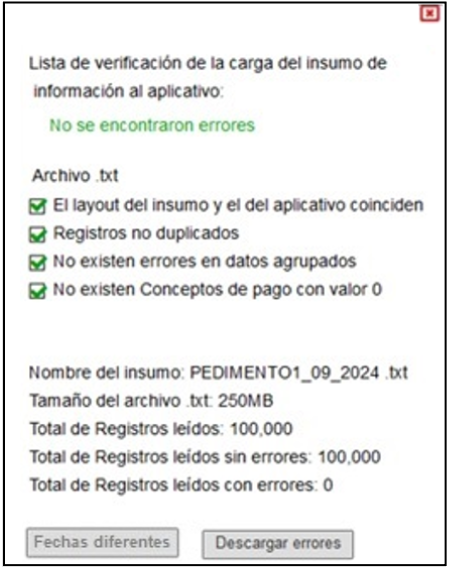 Lista de verificación de la carga del insumo de
información al aplicativo:
No se encontraron errores
Archivo .txt
El layout del insumo y el del aplicativo coinciden
Registros no duplicados
No existen errores en datos agrupados
No existen Conceptos de pago con valor 0
Nombre del insumo: PEDIMENTO1_09_2024 .txt
Tamaño del archivo .txt: 250MB
Total de Registros leídos: 100,000
Total de Registros leídos sin errores: 100,000
Total de Registros leídos con errores: 0
Fechas diferentes
Descargar errores